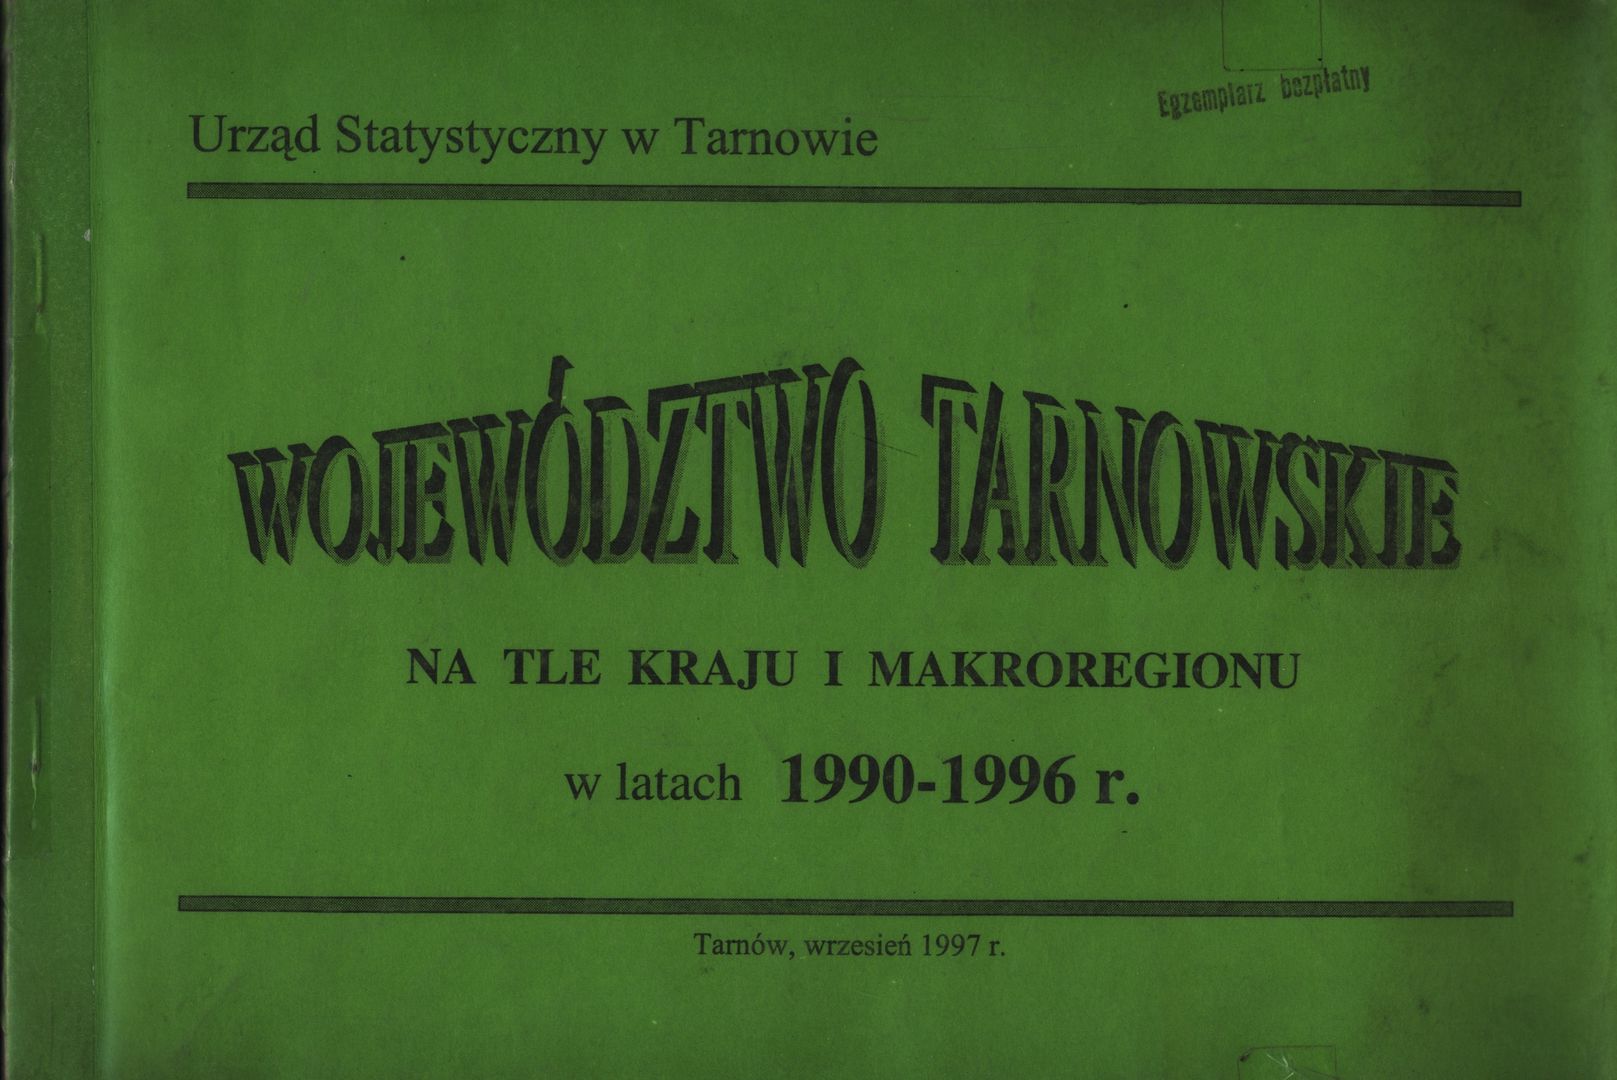 Egzemplarz bezpłatny
Urząd Statystyczny w Tarnowie
WOJEWÓDZTWO TARNOWSKIE
NA TLE KRAJU I MAKROREGIONU
w latach 1990-1996 r.
Tarnów, wrzesień 1997 r.